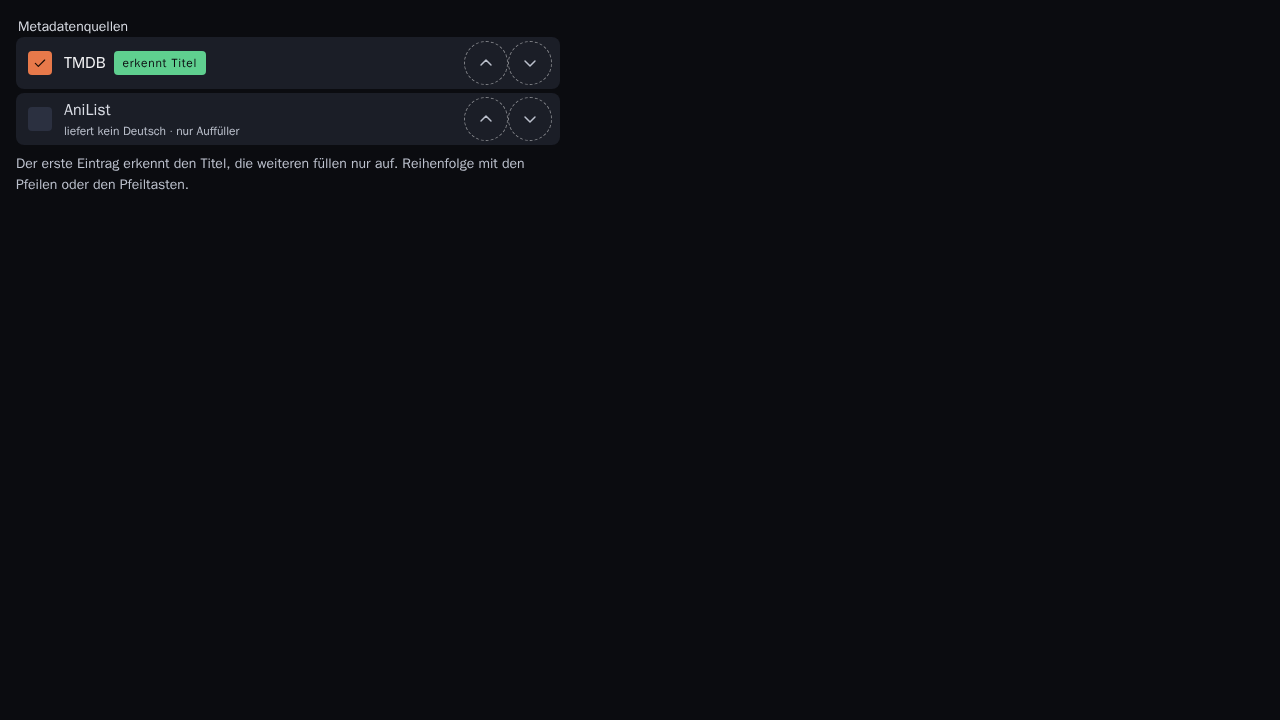 Metadatenquellen
TMDB erkennt Titel
AniList
liefert kein Deutsch · nur Auffüller
Der erste Eintrag erkennt den Titel, die weiteren füllen nur auf. Reihenfolge mit den
Pfeilen oder den Pfeiltasten.